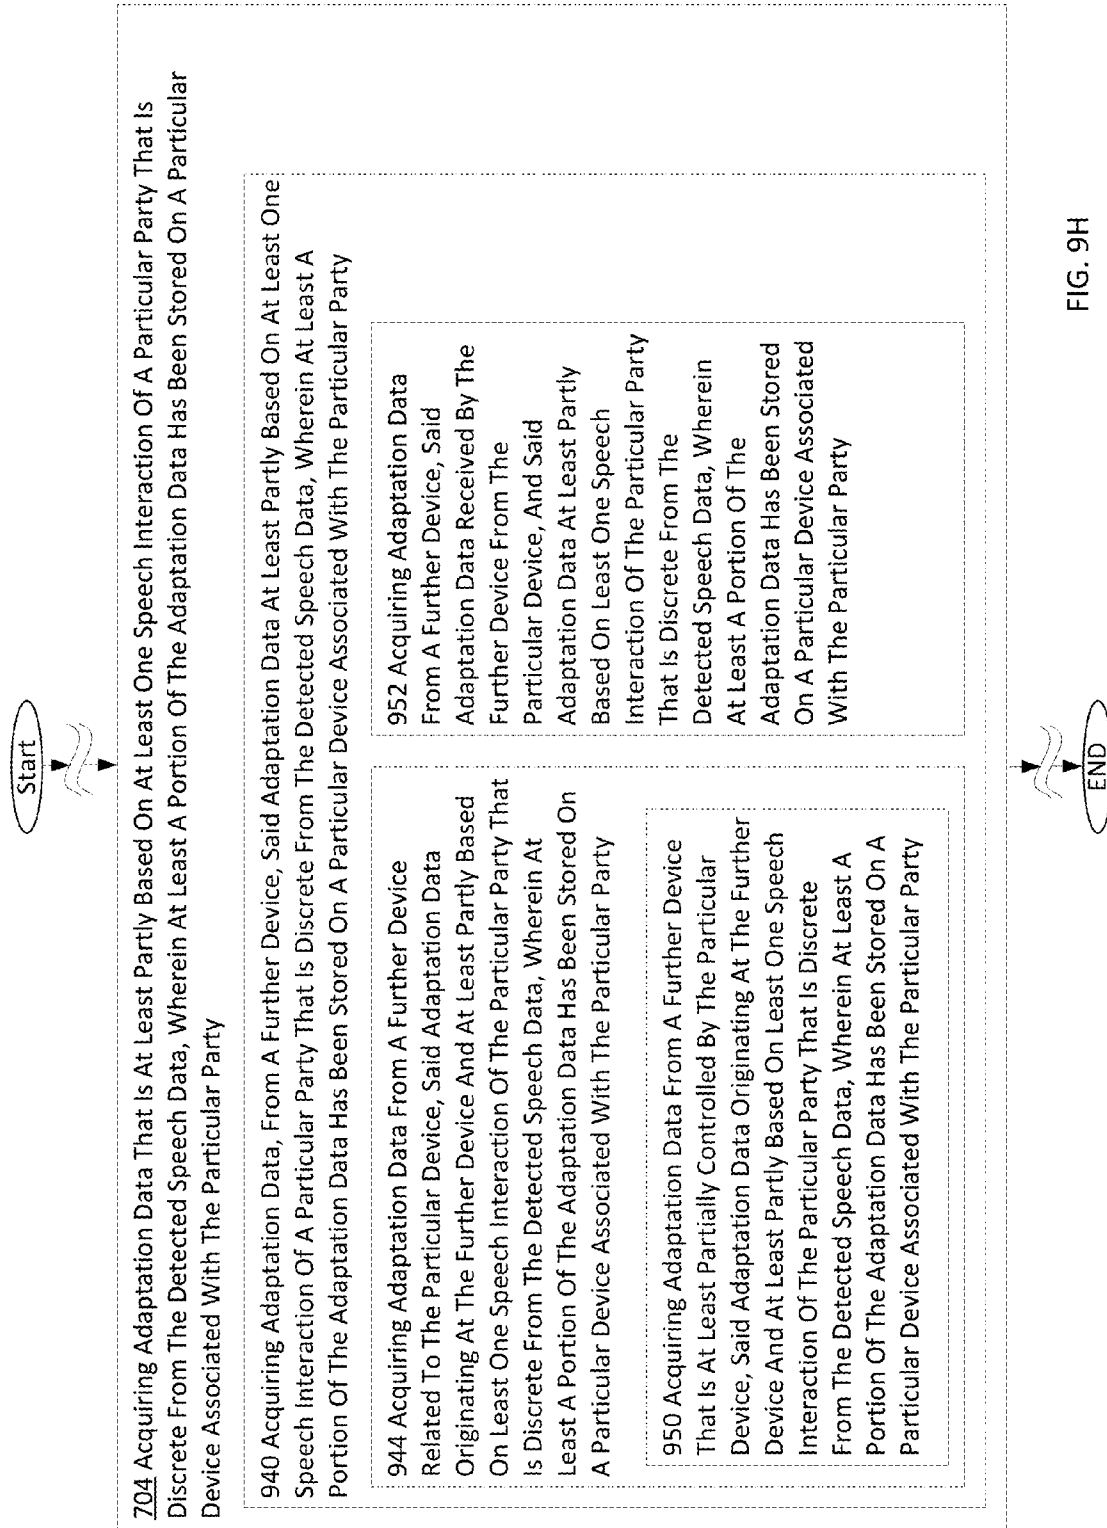 Start
704 Acquiring Adaptation Data That Is At Least Partly Based On At Least One Speech Interaction Of A Particular Party That Is
Discrete From The Detected Speech Data, Wherein At Least A Portion Of The Adaptation Data Has Been Stored On A Particular
Device Associated With The Particular Party
940 Acquiring Adaptation Data, From A Further Device, Said Adaptation Data At Least Partly Based On At Least One
Speech Interaction Of A Particular Party That Is Discrete From The Detected Speech Data, Wherein At Least A
Portion Of The Adaptation Data Has Been Stored On A Particular Device Associated With The Particular Party
944 Acquiring Adaptation Data From A Further Device
Related To The Particular Device, Said Adaptation Data
Originating At The Further Device And At Least Partly Based
On Least One Speech Interaction Of The Particular Party That
Is Discrete From The Detected Speech Data, Wherein At
Least A Portion Of The Adaptation Data Has Been Stored On
A Particular Device Associated With The Particular Party
950 Acquiring Adaptation Data From A Further Device
That Is At Least Partially Controlled By The Particular
Device, Said Adaptation Data Originating At The Further
Device And At Least Partly Based On Least One Speech
Interaction Of The Particular Party That Is Discrete
From The Detected Speech Data, Wherein At Least A
Portion Of The Adaptation Data Has Been Stored On A
Particular Device Associated With The Particular Party
952 Acquiring Adaptation Data
From A Further Device, Said
Adaptation Data Received By The
Further Device From The
Particular Device, And Said
Adaptation Data At Least Partly
Based On Least One Speech
Interaction Of The Particular Party
That Is Discrete From The
Detected Speech Data, Wherein
At Least A Portion Of The
Adaptation Data Has Been Stored
On A Particular Device Associated
With The Particular Party
END
FIG. 9H